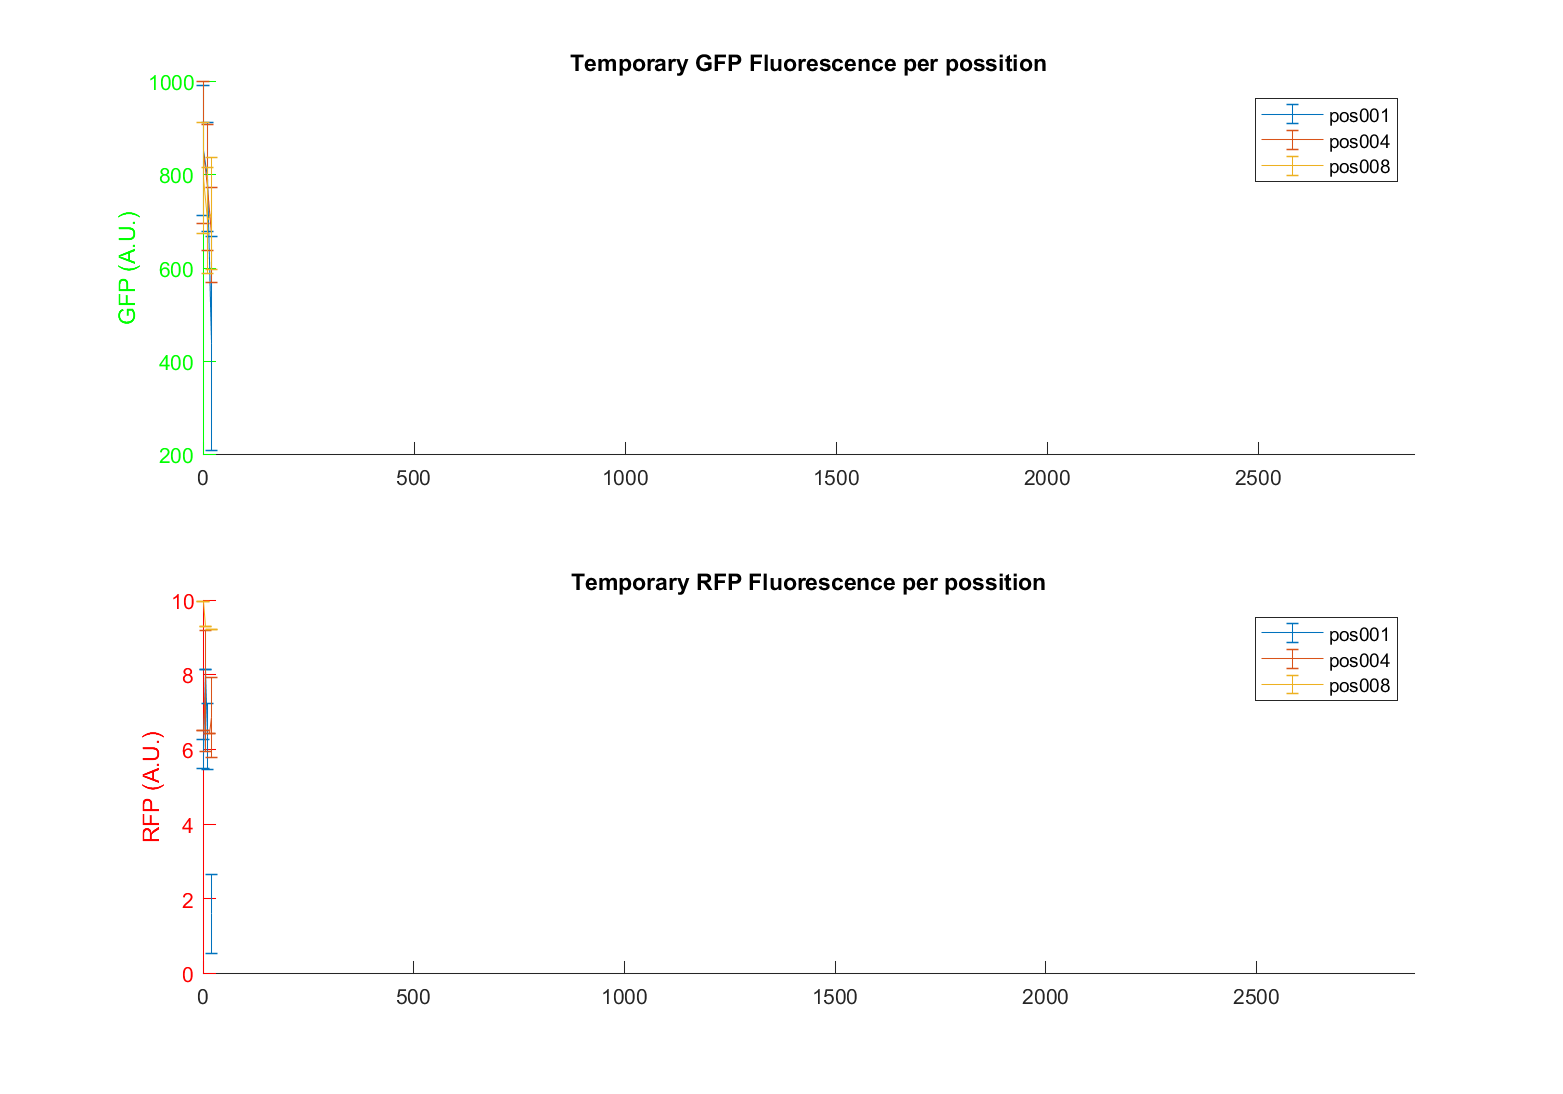 Temporary GFP Fluorescence per possition
1000
800
600
400
200
GFP (A.U.)
pos001
pos004
pos008
0 500 1000 1500 2000 2500
Temporary RFP Fluorescence per possition
10
8
6
4
2
0
RFP (A.U.)
pos001
pos004
pos008
0 500 1000 1500 2000 2500